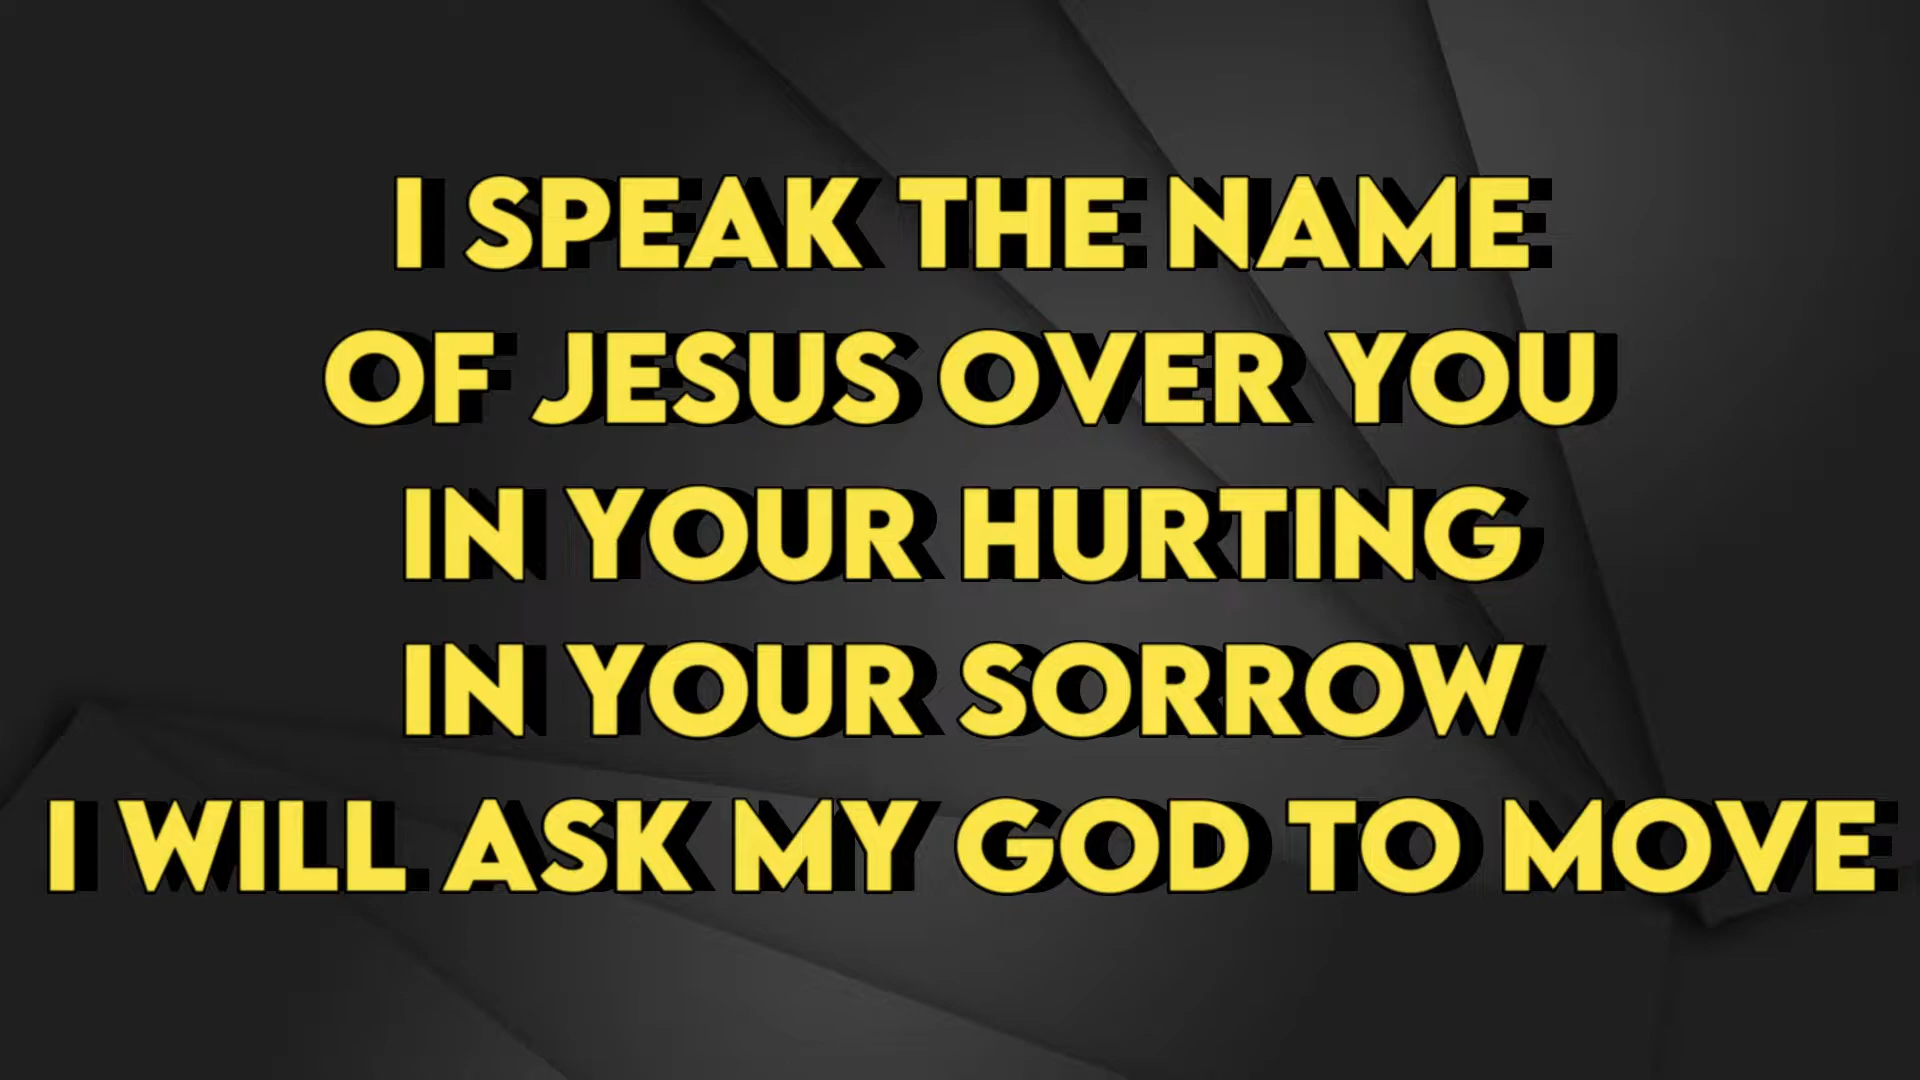 I SPEAK THE NAME
OF JESUS OVER YOU
IN YOUR HURTING
IN YOUR SORROW
I WILL ASK MY GOD TO MOVE